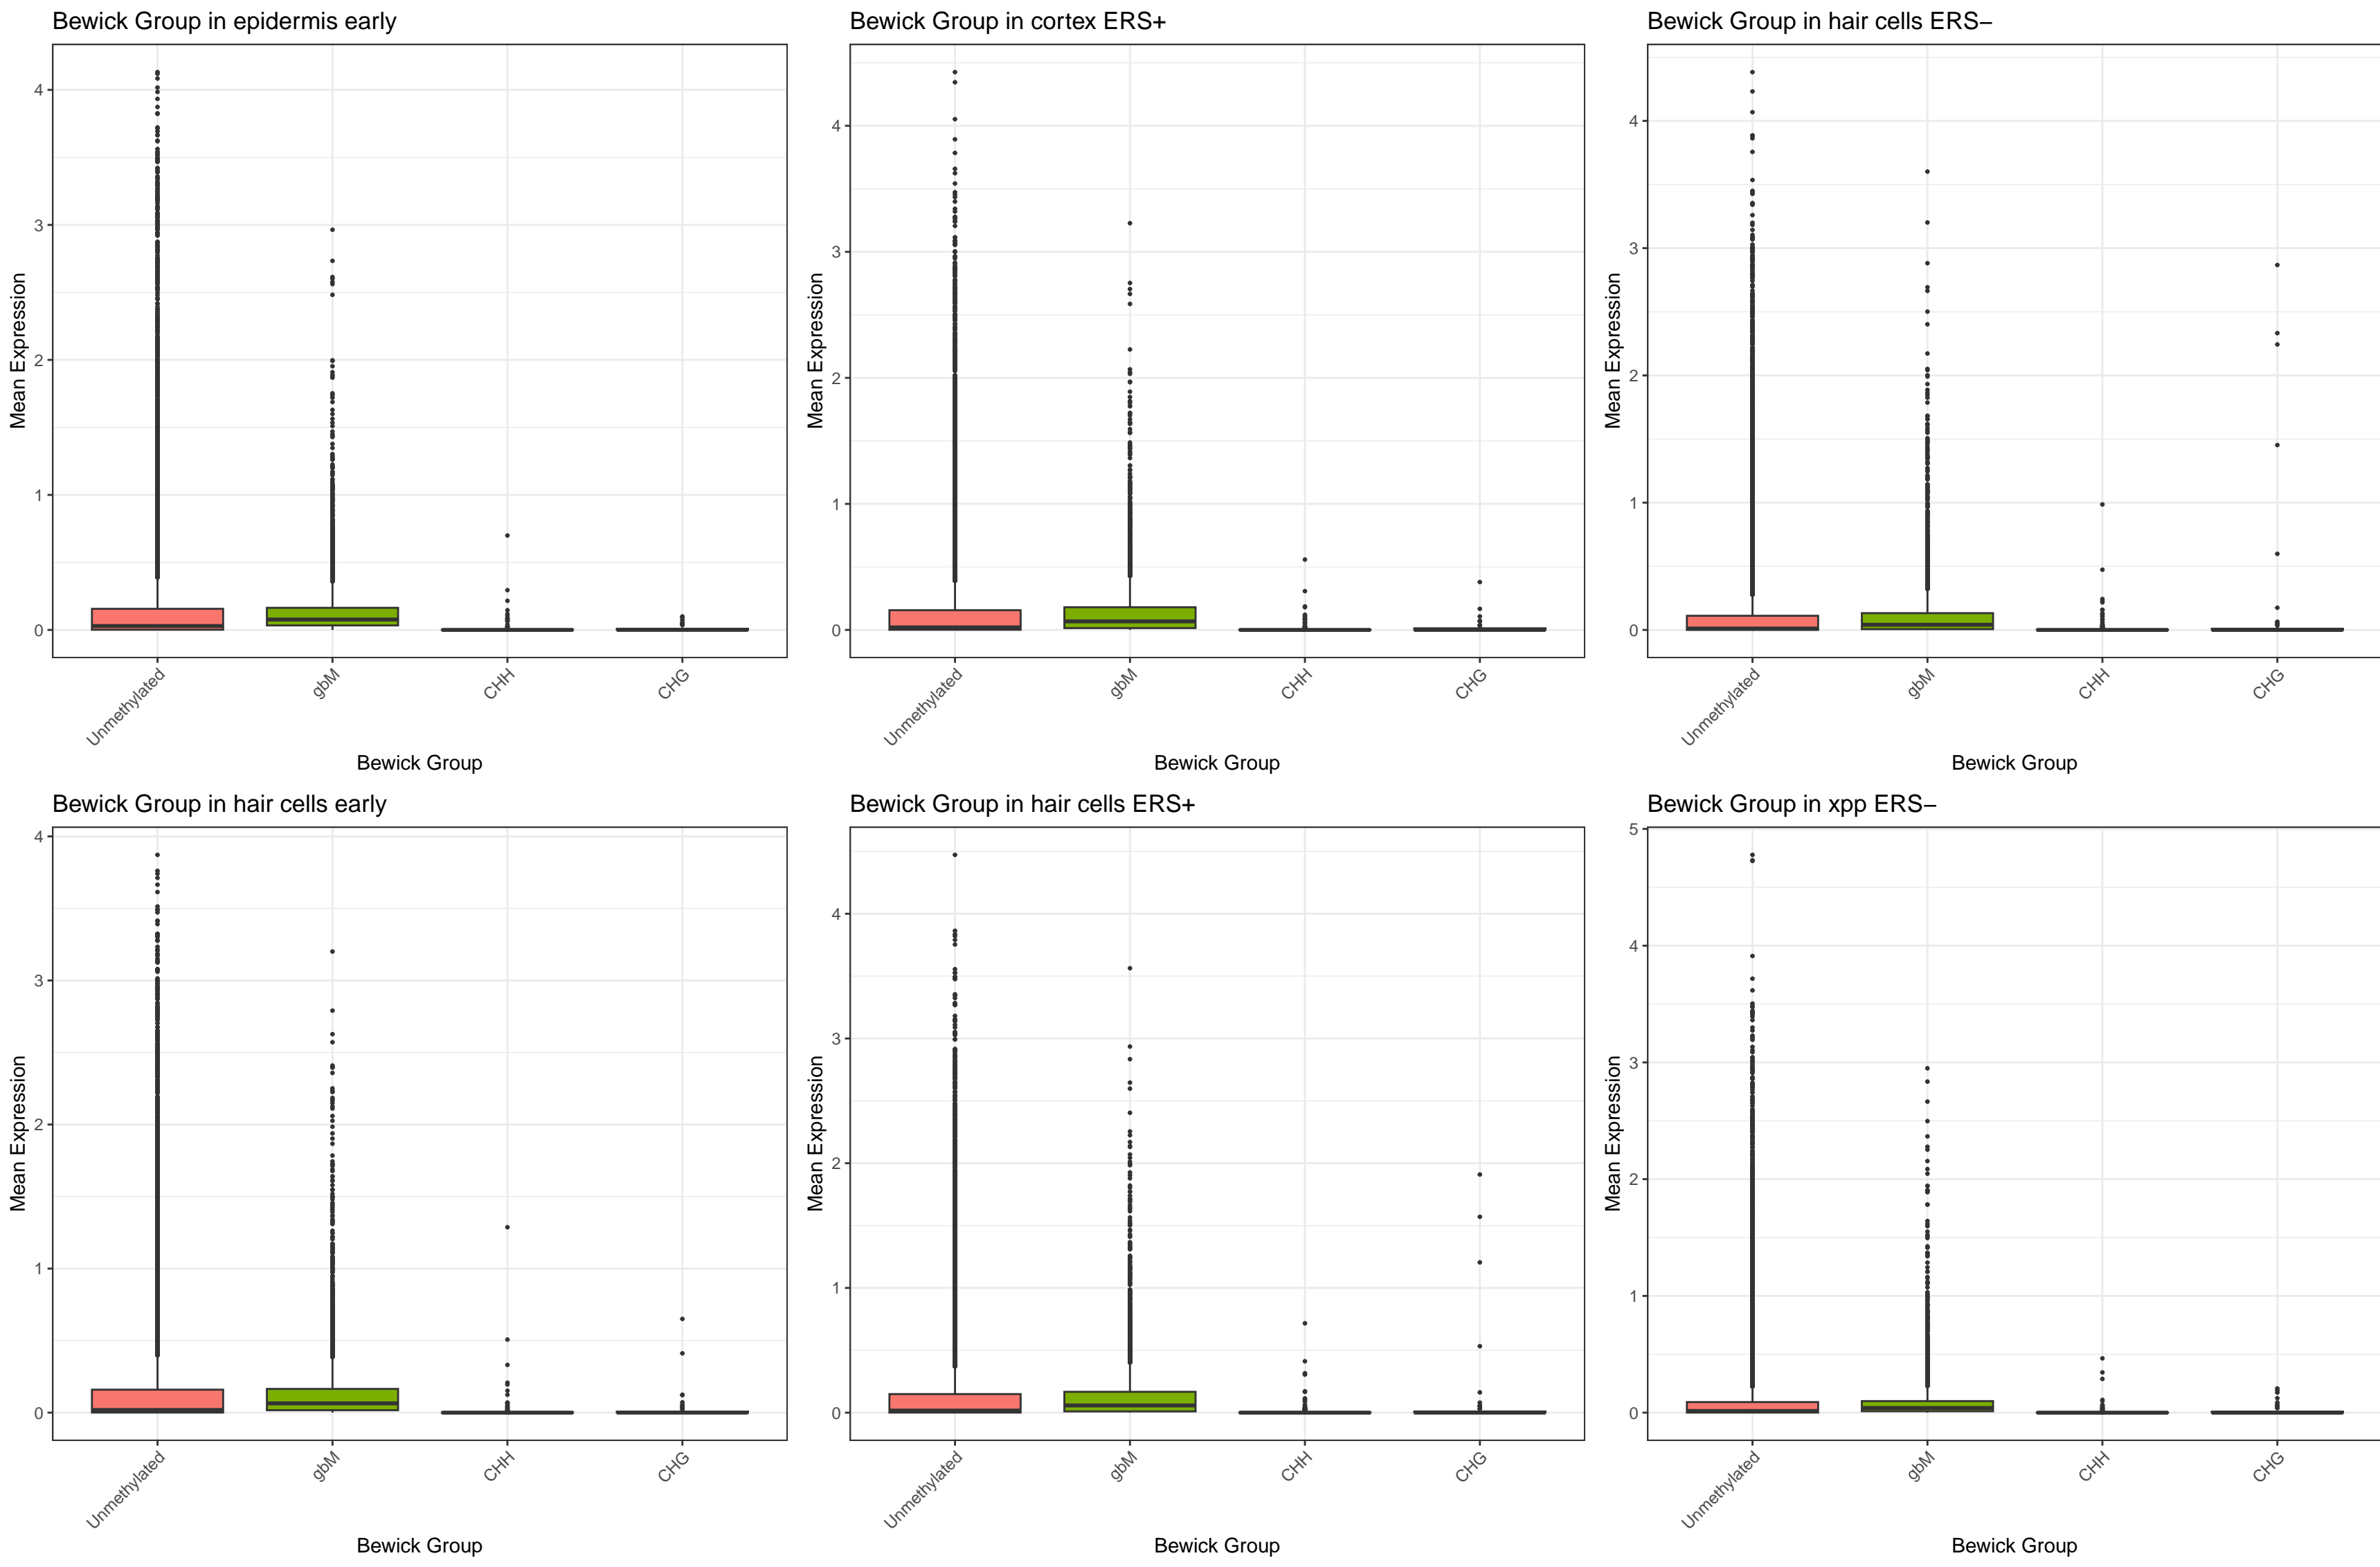 Bewick Group in epidermis early
Mean Expression
4
3
2
1
0
Unmethylated
gbM
CHH
CHG
Bewick Group
Bewick Group in cortex ERS+
Mean Expression
4
3
2
1
0
Unmethylated
gbM
CHH
CHG
Bewick Group
Bewick Group in hair cells ERS−
Mean Expression
4
3
2
1
0
Unmethylated
gbM
CHH
CHG
Bewick Group
Bewick Group in hair cells early
Mean Expression
4
3
2
1
0
Unmethylated
gbM
CHH
CHG
Bewick Group
Bewick Group in hair cells ERS+
Mean Expression
4
3
2
1
0
Unmethylated
gbM
CHH
CHG
Bewick Group
Bewick Group in xpp ERS−
Mean Expression
5
4
3
2
1
0
Unmethylated
gbM
CHH
CHG
Bewick Group